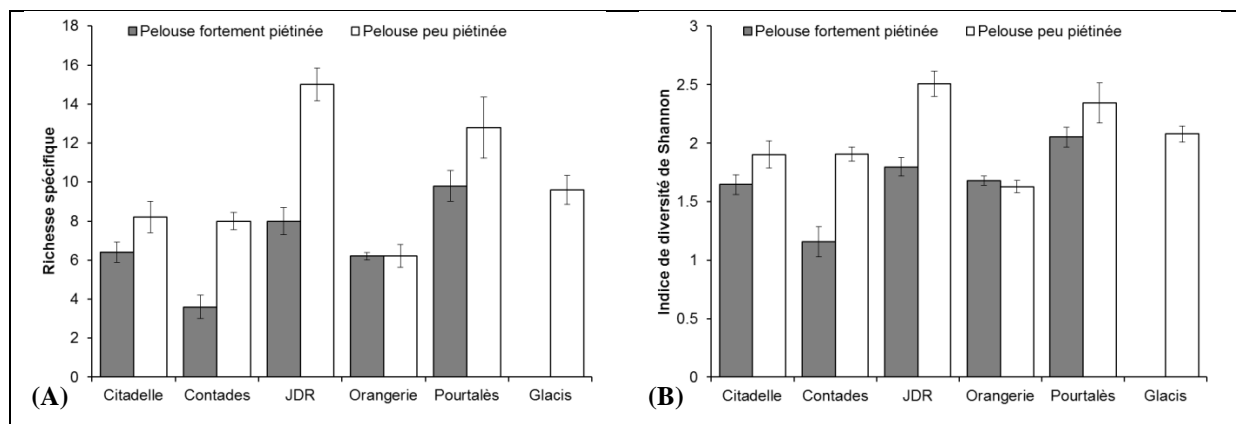 Pelouse fortement piétinée Pelouse peu piétinée
Richesse spécifique
18
16
14
12
10
8
6
4
2
0
Citadelle Contades JDR Orangerie Pourtalès Glacis
(A)
Pelouse fortement piétinée Pelouse peu piétinée
Indice de diversité de Shannon
3
2.5
2
1.5
1
0.5
0
Citadelle Contades JDR Orangerie Pourtalès Glacis
(B)